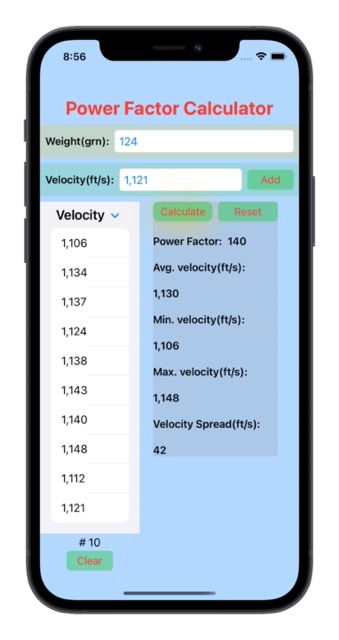 8:56
Power Factor Calculator
Weight(grn): 124
Velocity(ft/s): 1,121 Add
Velocity
1,106
1,134
1,137
1,124
1,138
1,143
1,140
1,148
1,112
1,121
# 10
Clear
Calculate Reset
Power Factor: 140
Avg. velocity(ft/s):
1,130
Min. velocity(ft/s):
1,106
Max. velocity(ft/s):
1,148
Velocity Spread(ft/s):
42